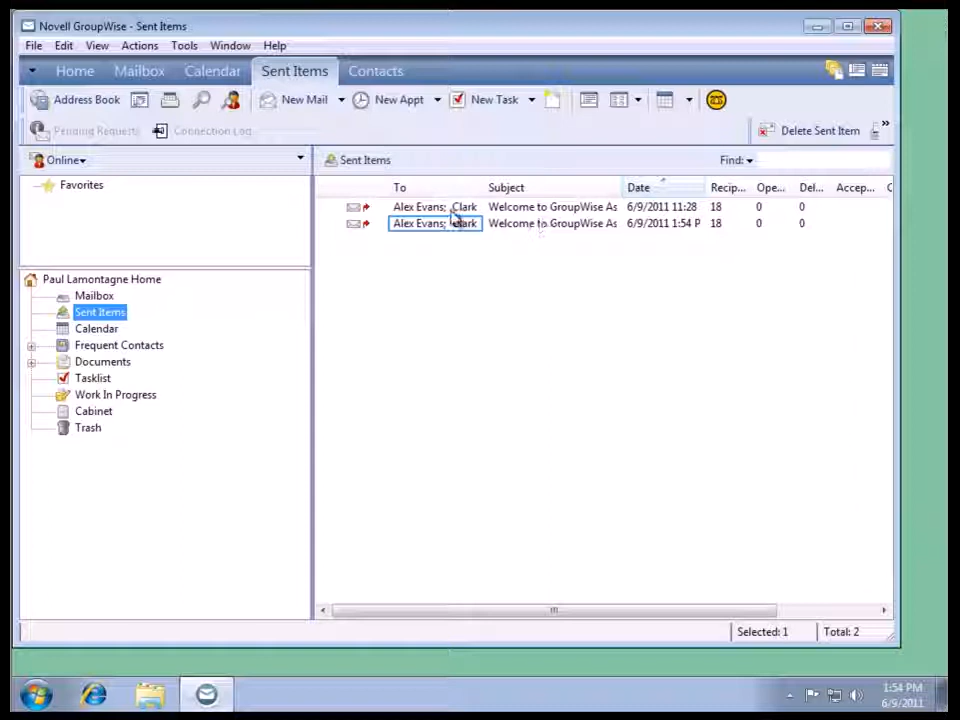 Novell GroupWise - Sent Items
File Edit View Actions Tools Window Help
Home Mailbox Calendar Sent Items Contacts
Address Book New Mail New Appt New Task
Pending Requests Connection Log Delete Sent Item »
Online Sent Items Find:
Favorites
To Subject Date Recip... Ope... Del... Accep... C
Alex Evans; Clark Welcome to GroupWise As 6/9/2011 11:28 18 0 0
Alex Evans; Clark Welcome to GroupWise As 6/9/2011 1:54 P 18 0 0
Paul Lamontagne Home
Mailbox
Sent Items
Calendar
Frequent Contacts
Documents
Tasklist
Work In Progress
Cabinet
Trash
Selected: 1 Total: 2
1:54 PM
6/9/2011